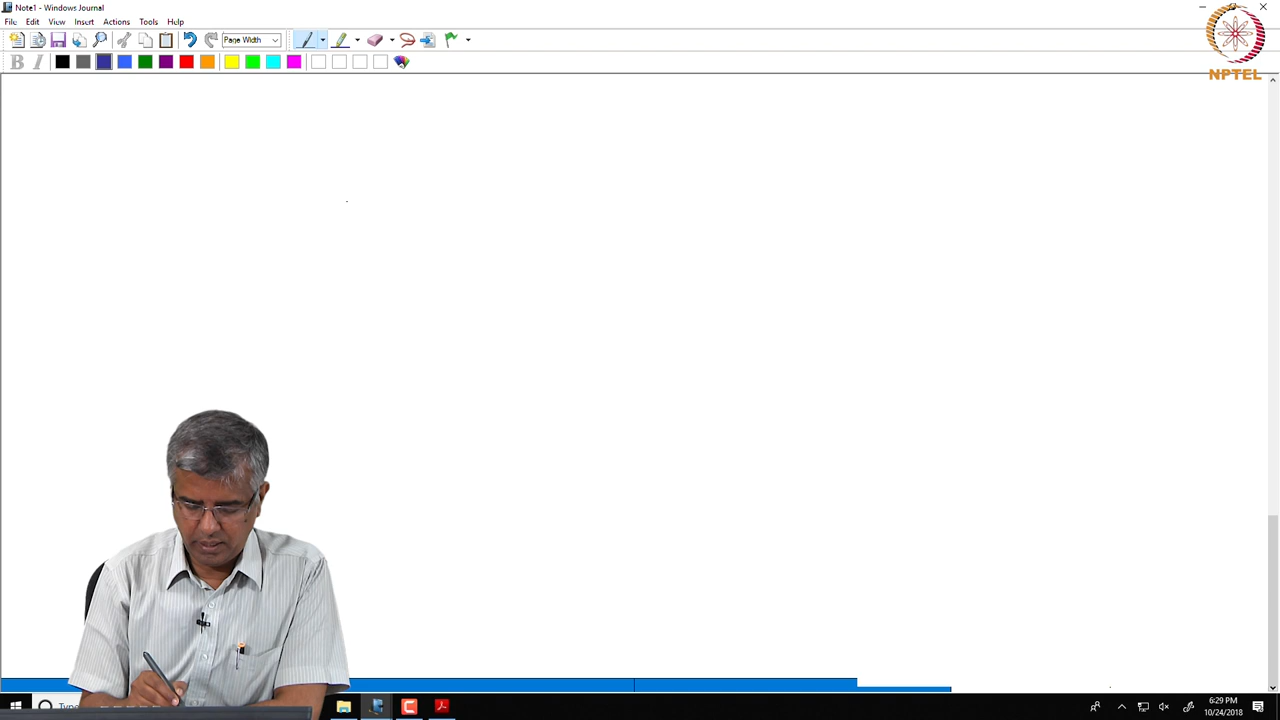 Note1 - Windows Journal
File Edit View Insert Actions Tools Help
Page Width
B I
NPTEL
Type
6:29 PM
10/24/2018